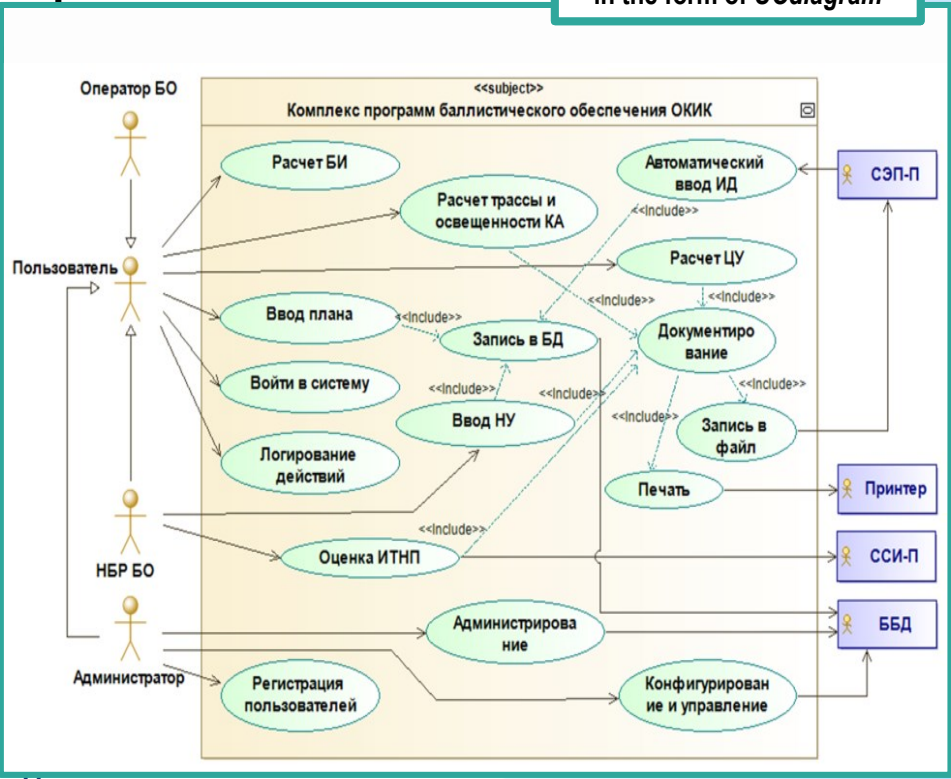 in the form of UCdiagram
Оператор БО
<<subject>>
Комплекс программ баллистического обеспечения ОКИК
Расчет БИ
Автоматический
ввод ИД
СЭП-П
Расчет трассы и
освещенности КА
<<Include>>
Пользователь
Расчет ЦУ
<<Include>>
<<Include>>
Ввод плана
<<Include>>
Запись в БД
Документиро
вание
Войти в систему
<<Include>>
<<Include>>
<<Include>>
<<Include>>
Ввод НУ
Запись в
файл
Логирование
действий
Печать
Принтер
<<Include>>
Оценка ИТНП
ССИ-П
НБР БО
Администрирова
ние
ББД
Администратор
Регистрация
пользователей
Конфигурирован
ие и управление